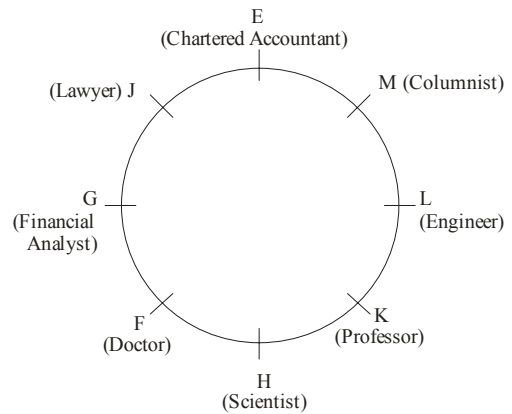 E
(Chartered Accountant)
(Lawyer) J
M (Columnist)
G
(Financial
Analyst)
L
(Engineer)
F
(Doctor)
K
(Professor)
H
(Scientist)